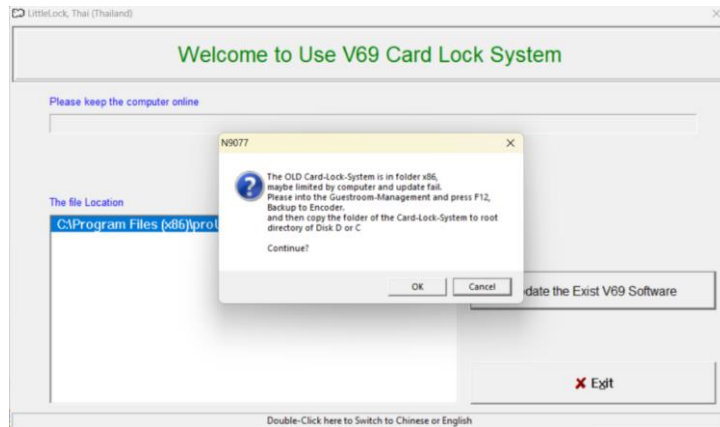 LittleLock, Thai (Thailand)
Welcome to Use V69 Card Lock System
Please keep the computer online
N9077
The OLD Card-Lock-System is in folder x86,
maybe limited by computer and update fail.
Please into the Guestroom-Management and press F12,
Backup to Encoder.
and then copy the folder of the Card-Lock-System to root
directory of Disk D or C
Continue?
OK
Cancel
The file Location
C:\Program Files (x86)\pro
date the Exist V69 Software
Exit
Double-Click here to Switch to Chinese or English